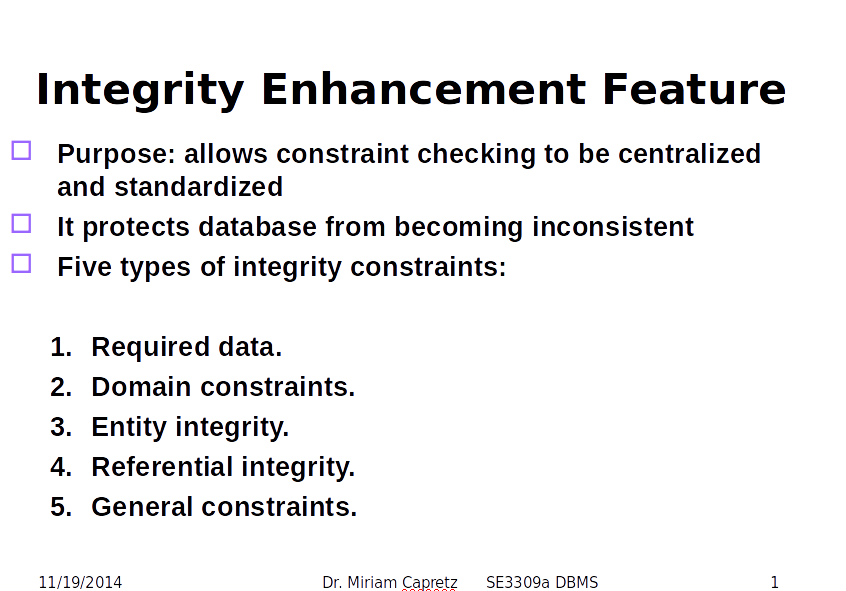 Integrity Enhancement Feature
Purpose: allows constraint checking to be centralized
and standardized
It protects database from becoming inconsistent
Five types of integrity constraints:
1. Required data.
2. Domain constraints.
3. Entity integrity.
4. Referential integrity.
5. General constraints.
11/19/2014 Dr. Miriam Capretz SE3309a DBMS 1